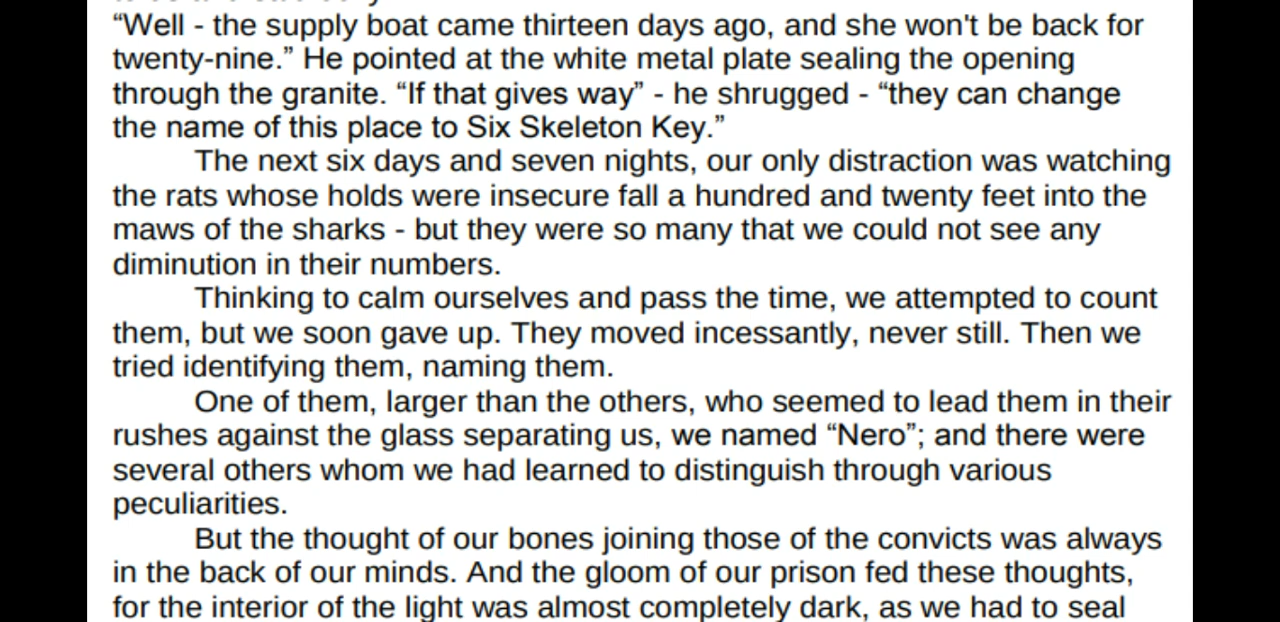 “Well - the supply boat came thirteen days ago, and she won't be back for
twenty-nine.” He pointed at the white metal plate sealing the opening
through the granite. “If that gives way” - he shrugged - “they can change
the name of this place to Six Skeleton Key.”
The next six days and seven nights, our only distraction was watching
the rats whose holds were insecure fall a hundred and twenty feet into the
maws of the sharks - but they were so many that we could not see any
diminution in their numbers.
Thinking to calm ourselves and pass the time, we attempted to count
them, but we soon gave up. They moved incessantly, never still. Then we
tried identifying them, naming them.
One of them, larger than the others, who seemed to lead them in their
rushes against the glass separating us, we named “Nero”; and there were
several others whom we had learned to distinguish through various
peculiarities.
But the thought of our bones joining those of the convicts was always
in the back of our minds. And the gloom of our prison fed these thoughts,
for the interior of the light was almost completely dark, as we had to seal